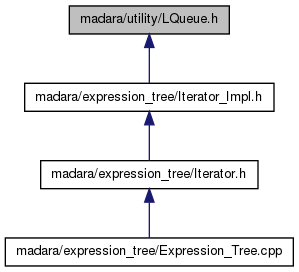 madara/utility/LQueue.h
madara/expression_tree/Iterator_Impl.h
madara/expression_tree/Iterator.h
madara/expression_tree/Expression_Tree.cpp